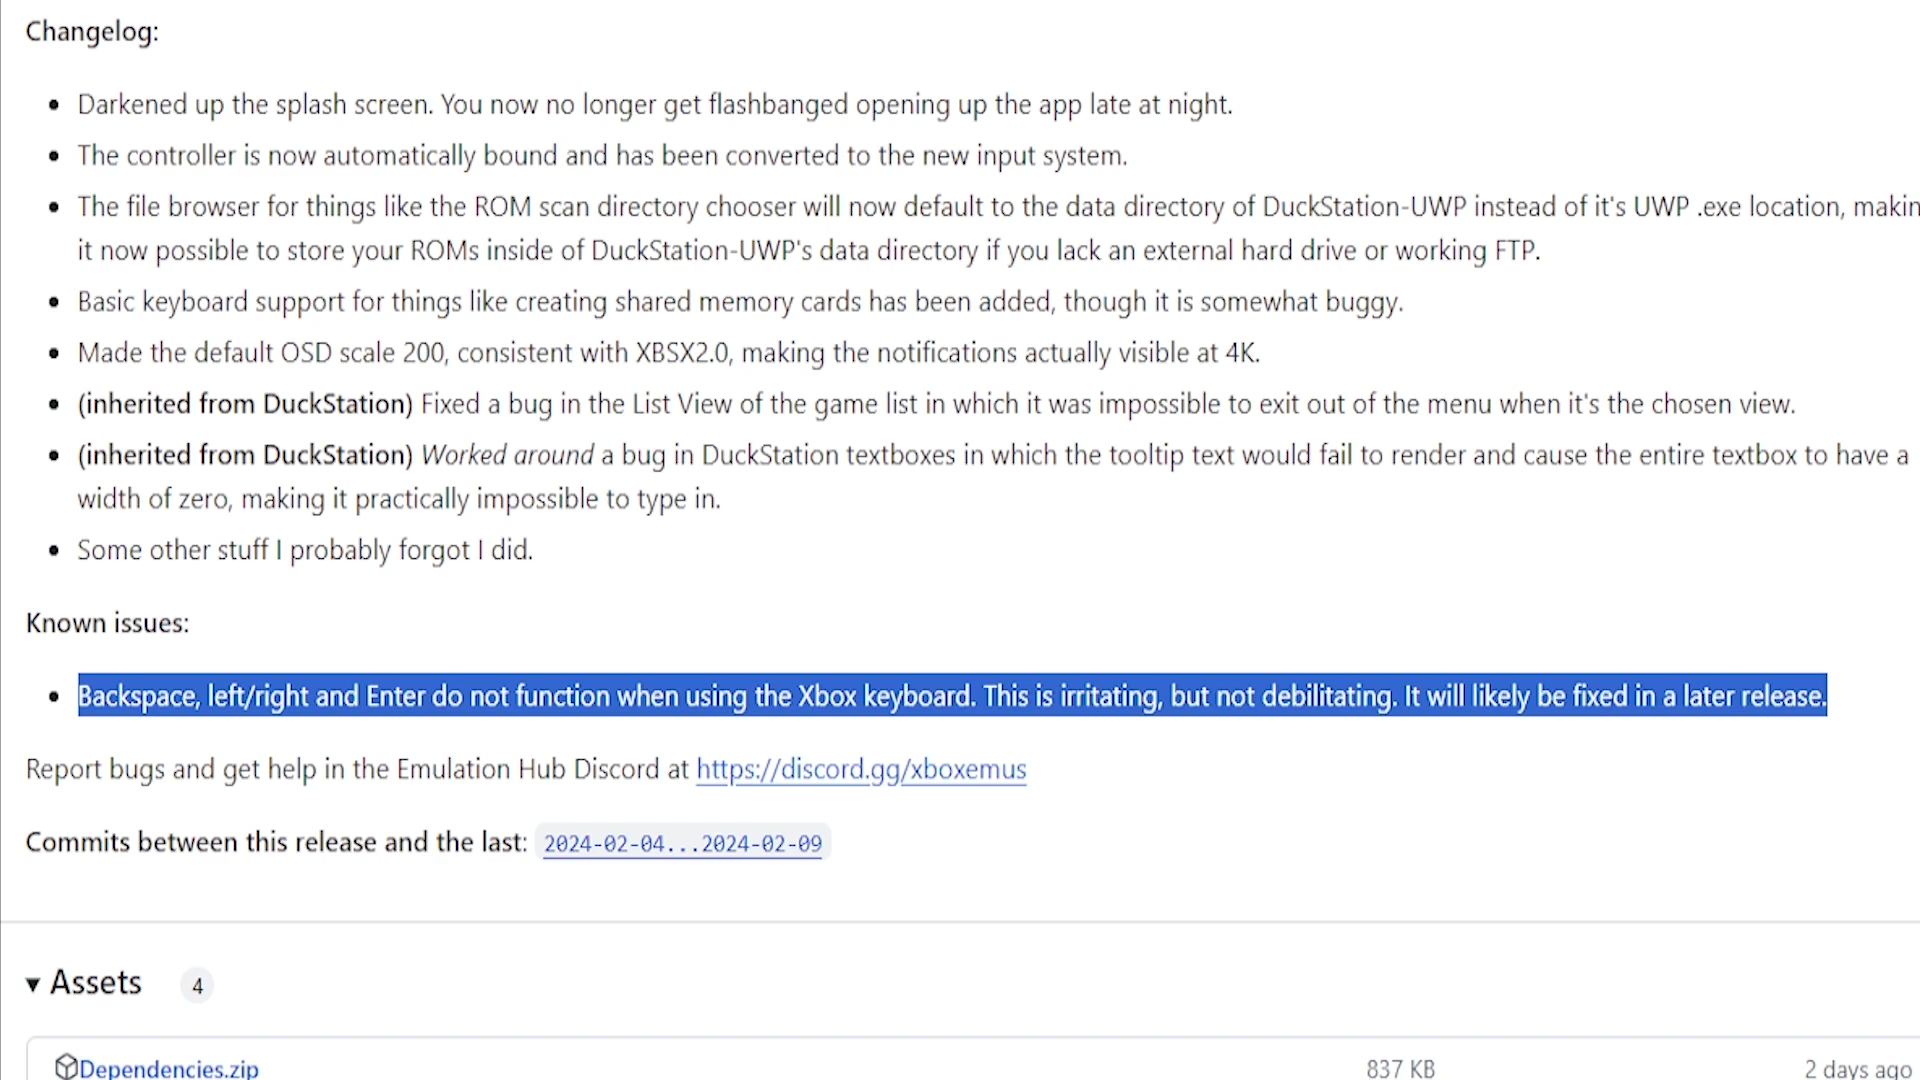 Changelog:
Darkened up the splash screen. You now no longer get flashbanged opening up the app late at night.
The controller is now automatically bound and has been converted to the new input system.
The file browser for things like the ROM scan directory chooser will now default to the data directory of DuckStation-UWP instead of it's UWP .exe location, makin
it now possible to store your ROMs inside of DuckStation-UWP's data directory if you lack an external hard drive or working FTP.
Basic keyboard support for things like creating shared memory cards has been added, though it is somewhat buggy.
Made the default OSD scale 200, consistent with XBSX2.0, making the notifications actually visible at 4K.
(inherited from DuckStation) Fixed a bug in the List View of the game list in which it was impossible to exit out of the menu when it's the chosen view.
(inherited from DuckStation) Worked around a bug in DuckStation textboxes in which the tooltip text would fail to render and cause the entire textbox to have a
width of zero, making it practically impossible to type in.
Some other stuff I probably forgot I did.
Known issues:
Backspace, left/right and Enter do not function when using the Xbox keyboard. This is irritating, but not debilitating. It will likely be fixed in a later release.
Report bugs and get help in the Emulation Hub Discord at https://discord.gg/xboxemus
Commits between this release and the last: 2024-02-04...2024-02-09
Assets 4
Dependencies.zip 837 KB 2 days ago